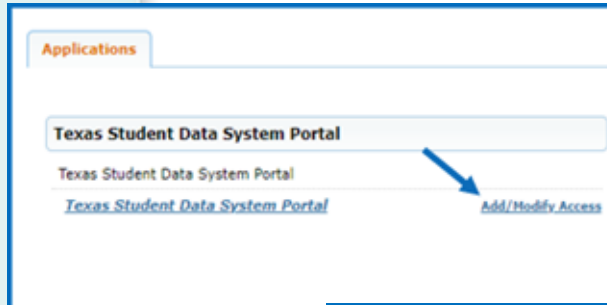 Applications
Texas Student Data System Portal
Texas Student Data System Portal
Texas Student Data System Portal Add/Modify Access